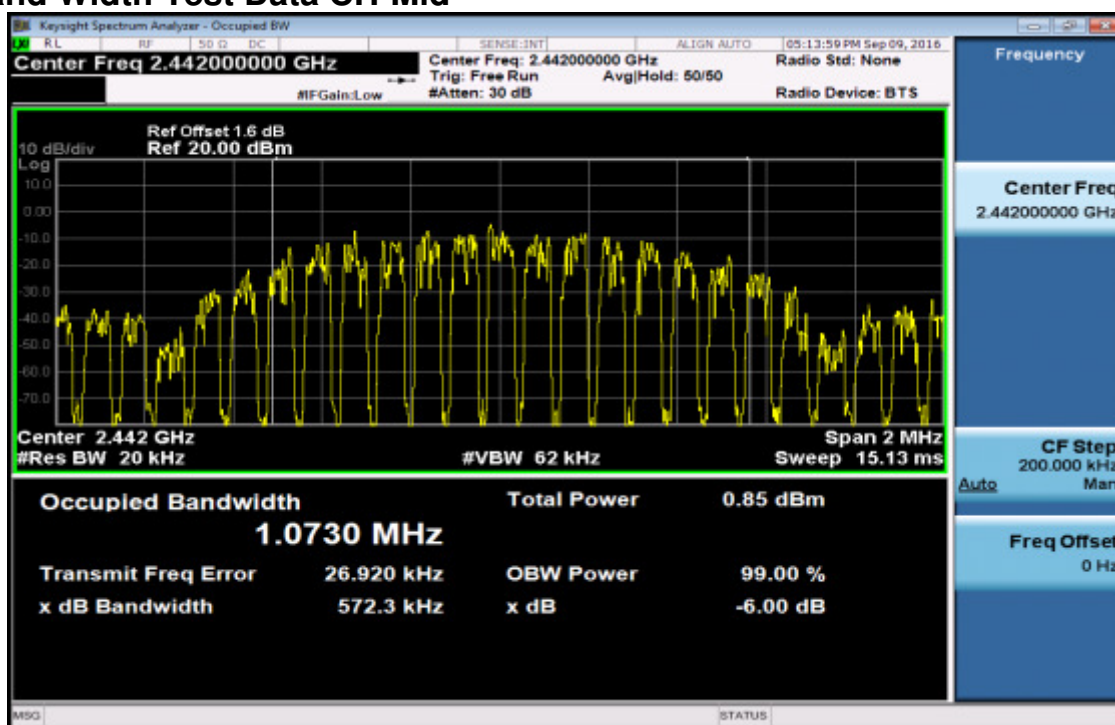 and Width Test Data CH-Mid
Keysight Spectrum Analyzer - Occupied BW
RL RF 50 Ω DC SENSE:INT ALIGN AUTO 05:13:59 PM Sep 09, 2016
Center Freq 2.442000000 GHz
#IFGain:Low
Center Freq: 2.442000000 GHz
Trig: Free Run Avg|Hold: 50/50
#Atten: 30 dB
Radio Std: None
Radio Device: BTS
Ref Offset 1.6 dB
10 dB/div Ref 20.00 dBm
Log
10.0
0.00
-10.0
-20.0
-30.0
-40.0
-50.0
-60.0
-70.0
Center 2.442 GHz Span 2 MHz
#Res BW 20 kHz #VBW 62 kHz Sweep 15.13 ms
Occupied Bandwidth Total Power 0.85 dBm
1.0730 MHz
Transmit Freq Error 26.920 kHz OBW Power 99.00 %
x dB Bandwidth 572.3 kHz x dB -6.00 dB
MSG STATUS
Frequency
Center Freq
2.442000000 GHz
CF Step
200.000 kHz
Auto Man
Freq Offset
0 Hz